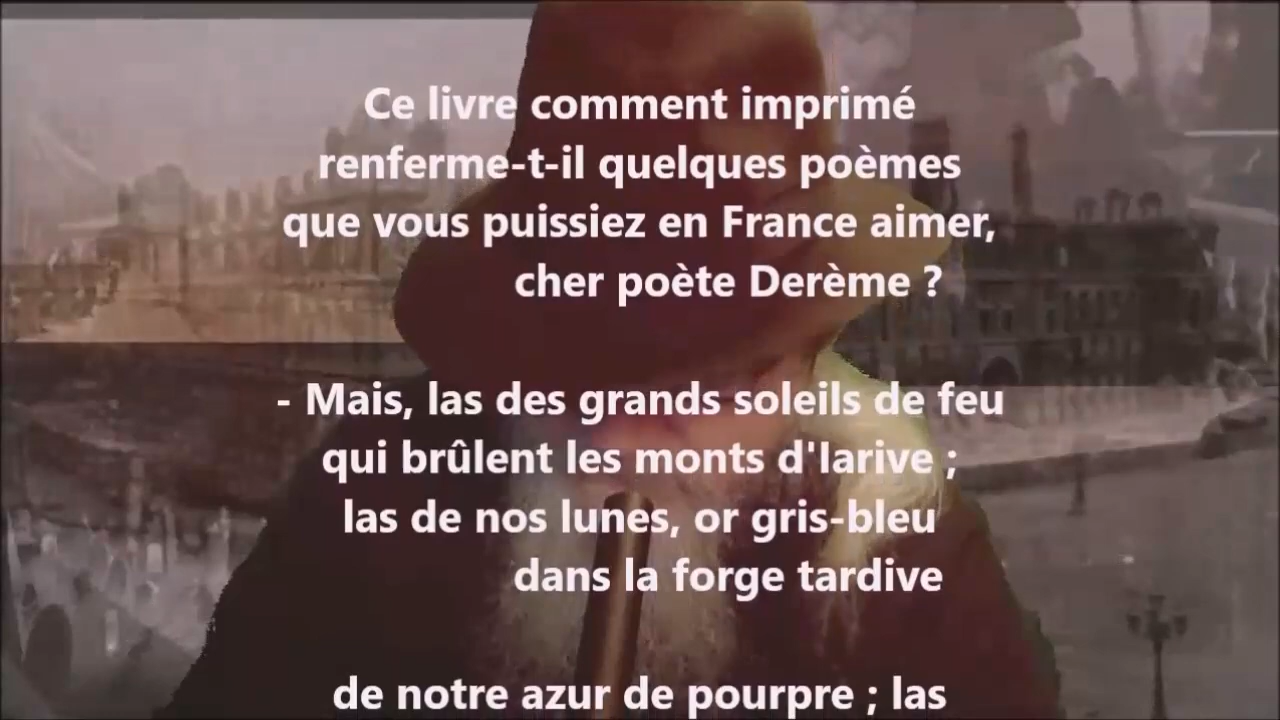 Ce livre comment imprimé
renferme-t-il quelques poèmes
que vous puissiez en France aimer,
cher poète Derème ?
- Mais, las des grands soleils de feu
qui brûlent les monts d'Iarive ;
las de nos lunes, or gris-bleu
dans la forge tardive
de notre azur de pourpre ; las